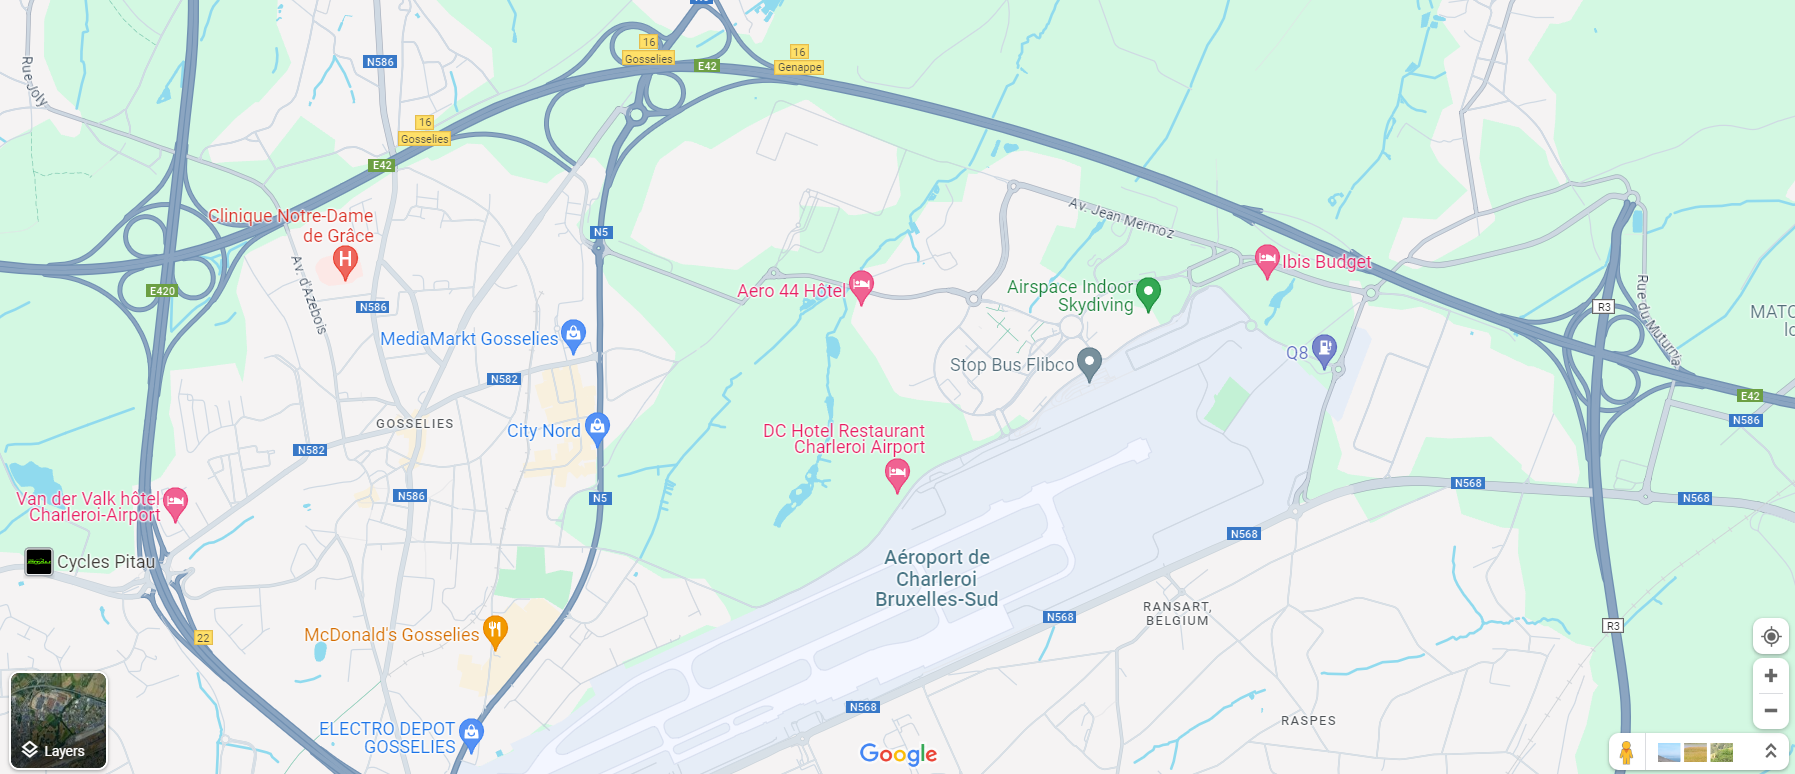 16
Gosselies
16
Genappe
E42
N586
Rue Joly
16
Gosselies
E42
Clinique Notre-Dame
de Grâce
H
N5
Av. Jean Mermoz
Ibis Budget
Av. d'Azebois
E420
N586
Aero 44 Hôtel
Airspace Indoor
Skydiving
R3
Rue du Muturnia
MediaMarkt Gosselies
N582
Stop Bus Flibco
Q8
E42
N586
GOSSELIES
City Nord
N582
DC Hotel Restaurant
Charleroi Airport
N586
N5
Van der Valk hôtel
Charleroi-Airport
N568
N568
N568
Cycles Pitau
Aéroport de
Charleroi
Bruxelles-Sud
RANSART,
BELGIUM
N568
R3
22
McDonald's Gosselies
N568
ELECTRO DEPOT
GOSSELIES
RASPES
Layers
Google